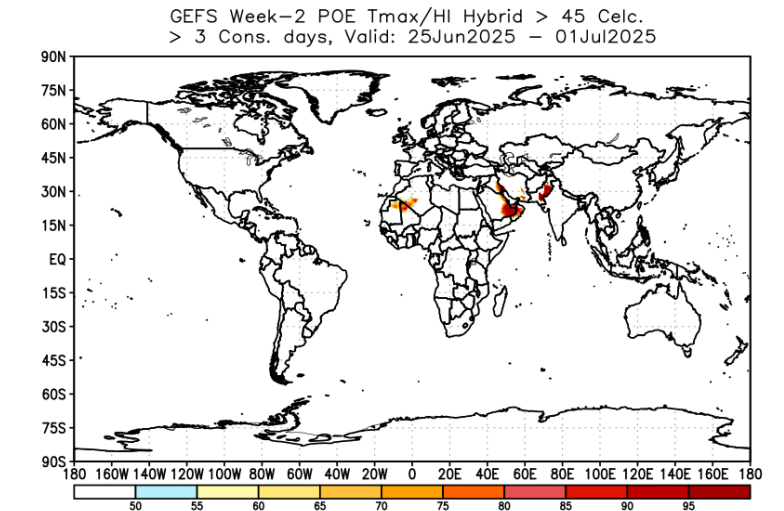 GEFS Week-2 POE Tmax/HI Hybrid > 45 Celc.
> 3 Cons. days, Valid: 25Jun2025 - 01Jul2025
90N
75N
60N
45N
30N
15N
EQ
15S
30S
45S
60S
75S
90S
180 160W 140W 120W 100W 80W 60W 40W 20W 0 20E 40E 60E 80E 100E 120E 140E 160E 180
50 55 60 65 70 75 80 85 90 95